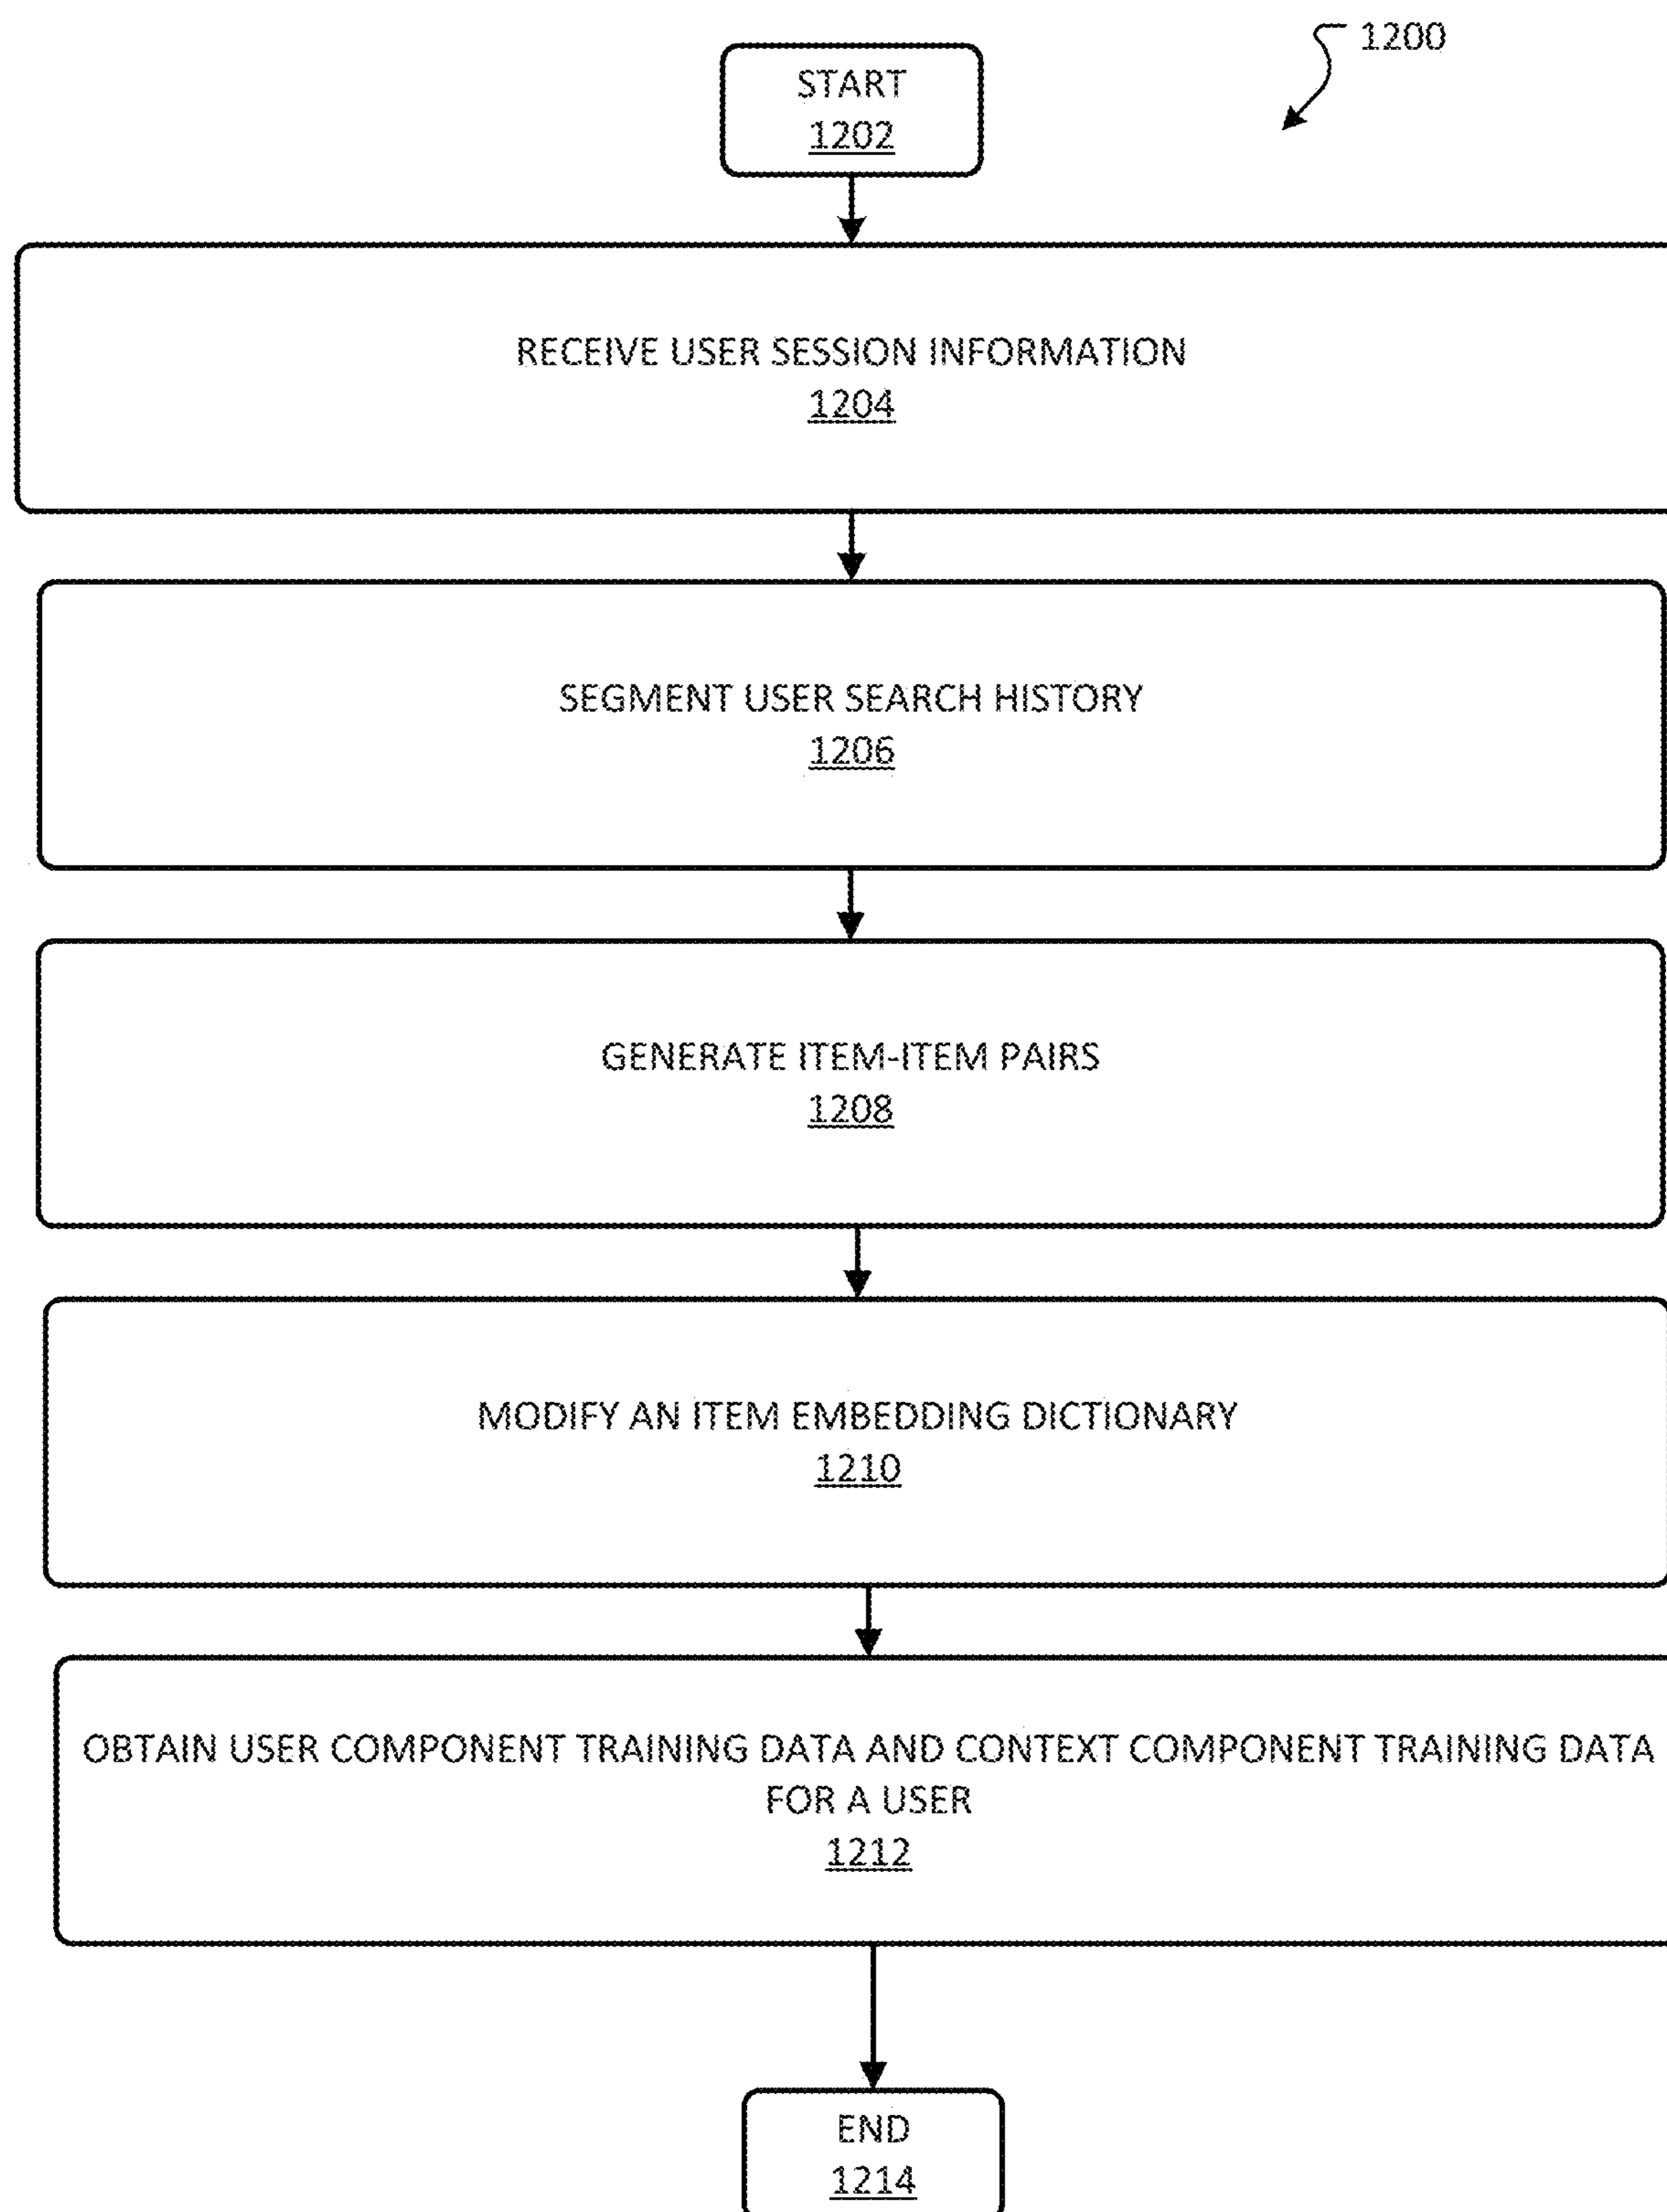 1200
START
1202
RECEIVE USER SESSION INFORMATION
1204
SEGMENT USER SEARCH HISTORY
1206
GENERATE ITEM-ITEM PAIRS
1208
MODIFY AN ITEM EMBEDDING DICTIONARY
1210
OBTAIN USER COMPONENT TRAINING DATA AND CONTEXT COMPONENT TRAINING DATA
FOR A USER
1212
END
1214